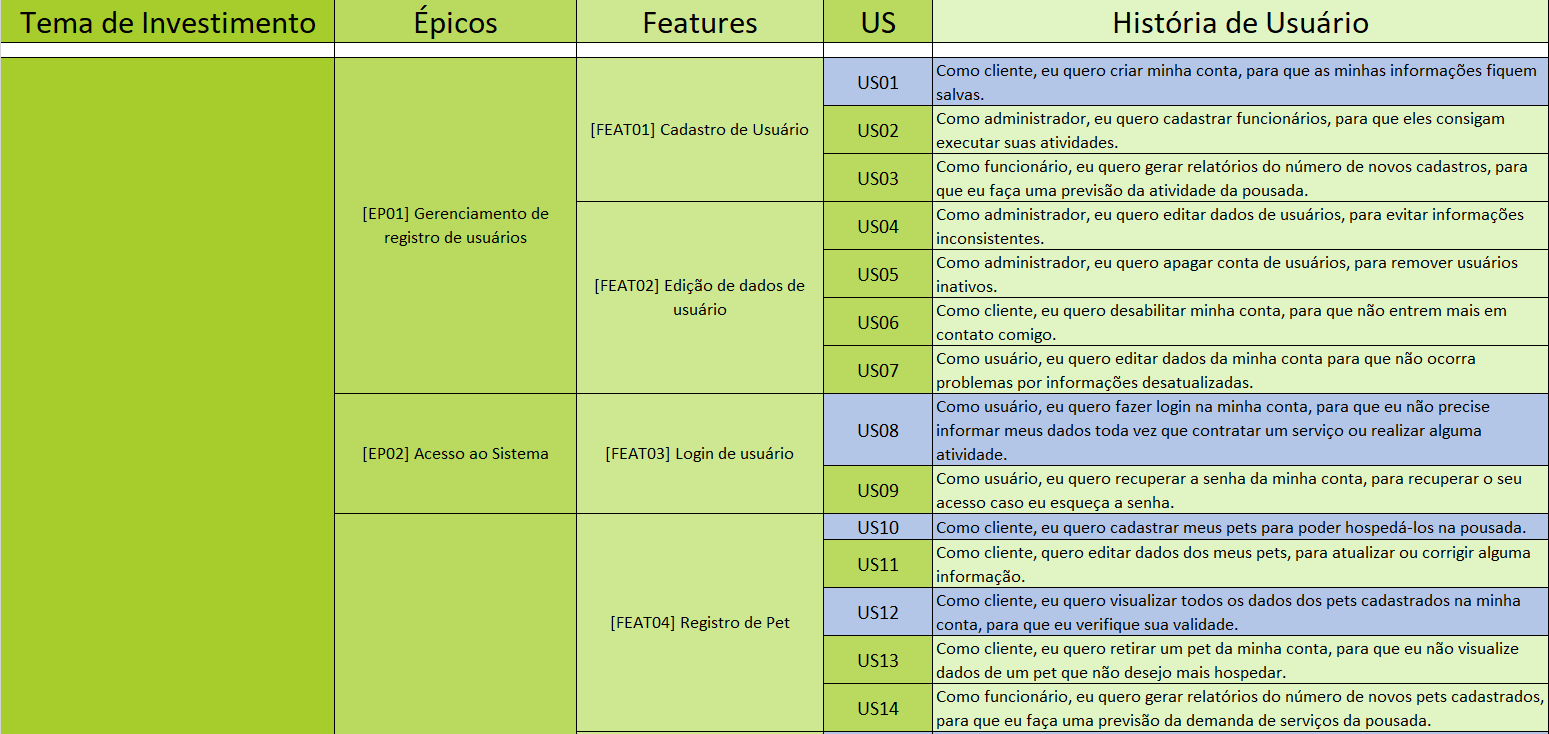 Tema de Investimento
Épicos
Features
US
História de Usuário
[EP01] Gerenciamento de
registro de usuários
[FEAT01] Cadastro de Usuário
US01
Como cliente, eu quero criar minha conta, para que as minhas informações fiquem
salvas.
US02
Como administrador, eu quero cadastrar funcionários, para que eles consigam
executar suas atividades.
US03
Como funcionário, eu quero gerar relatórios do número de novos cadastros, para
que eu faça uma previsão da atividade da pousada.
[FEAT02] Edição de dados de
usuário
US04
Como administrador, eu quero editar dados de usuários, para evitar informações
inconsistentes.
US05
Como administrador, eu quero apagar conta de usuários, para remover usuários
inativos.
US06
Como cliente, eu quero desabilitar minha conta, para que não entrem mais em
contato comigo.
US07
Como usuário, eu quero editar dados da minha conta para que não ocorra
problemas por informações desatualizadas.
[EP02] Acesso ao Sistema
[FEAT03] Login de usuário
US08
Como usuário, eu quero fazer login na minha conta, para que eu não precise
informar meus dados toda vez que contratar um serviço ou realizar alguma
atividade.
US09
Como usuário, eu quero recuperar a senha da minha conta, para recuperar o seu
acesso caso eu esqueça a senha.
[FEAT04] Registro de Pet
US10
Como cliente, eu quero cadastrar meus pets para poder hospedá-los na pousada.
US11
Como cliente, quero editar dados dos meus pets, para atualizar ou corrigir alguma
informação.
US12
Como cliente, eu quero visualizar todos os dados dos pets cadastrados na minha
conta, para que eu verifique sua validade.
US13
Como cliente, eu quero retirar um pet da minha conta, para que eu não visualize
dados de um pet que não desejo mais hospedar.
US14
Como funcionário, eu quero gerar relatórios do número de novos pets cadastrados,
para que eu faça uma previsão da demanda de serviços da pousada.